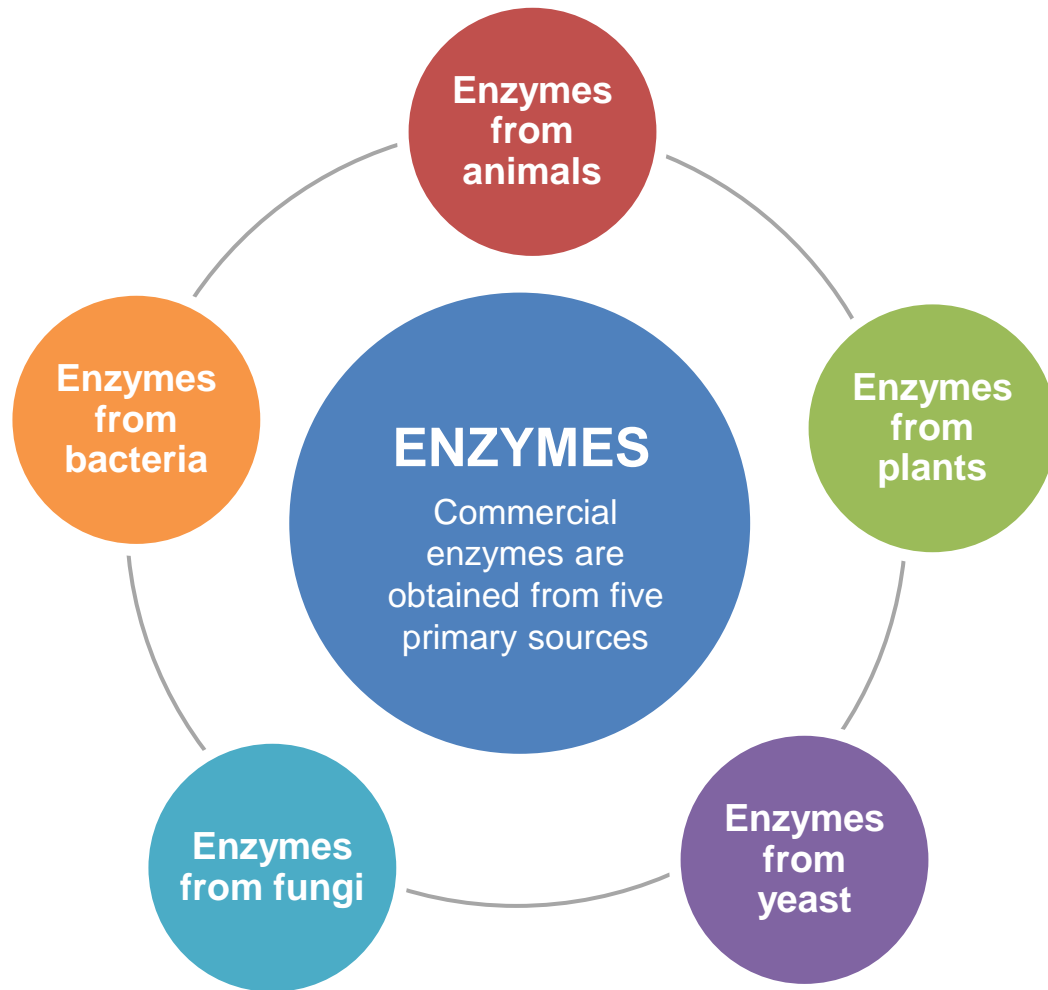 Enzymes
from
animals
Enzymes
from
plants
Enzymes
from
yeast
Enzymes
from fungi
Enzymes
from
bacteria
ENZYMES
Commercial
enzymes are
obtained from five
primary sources